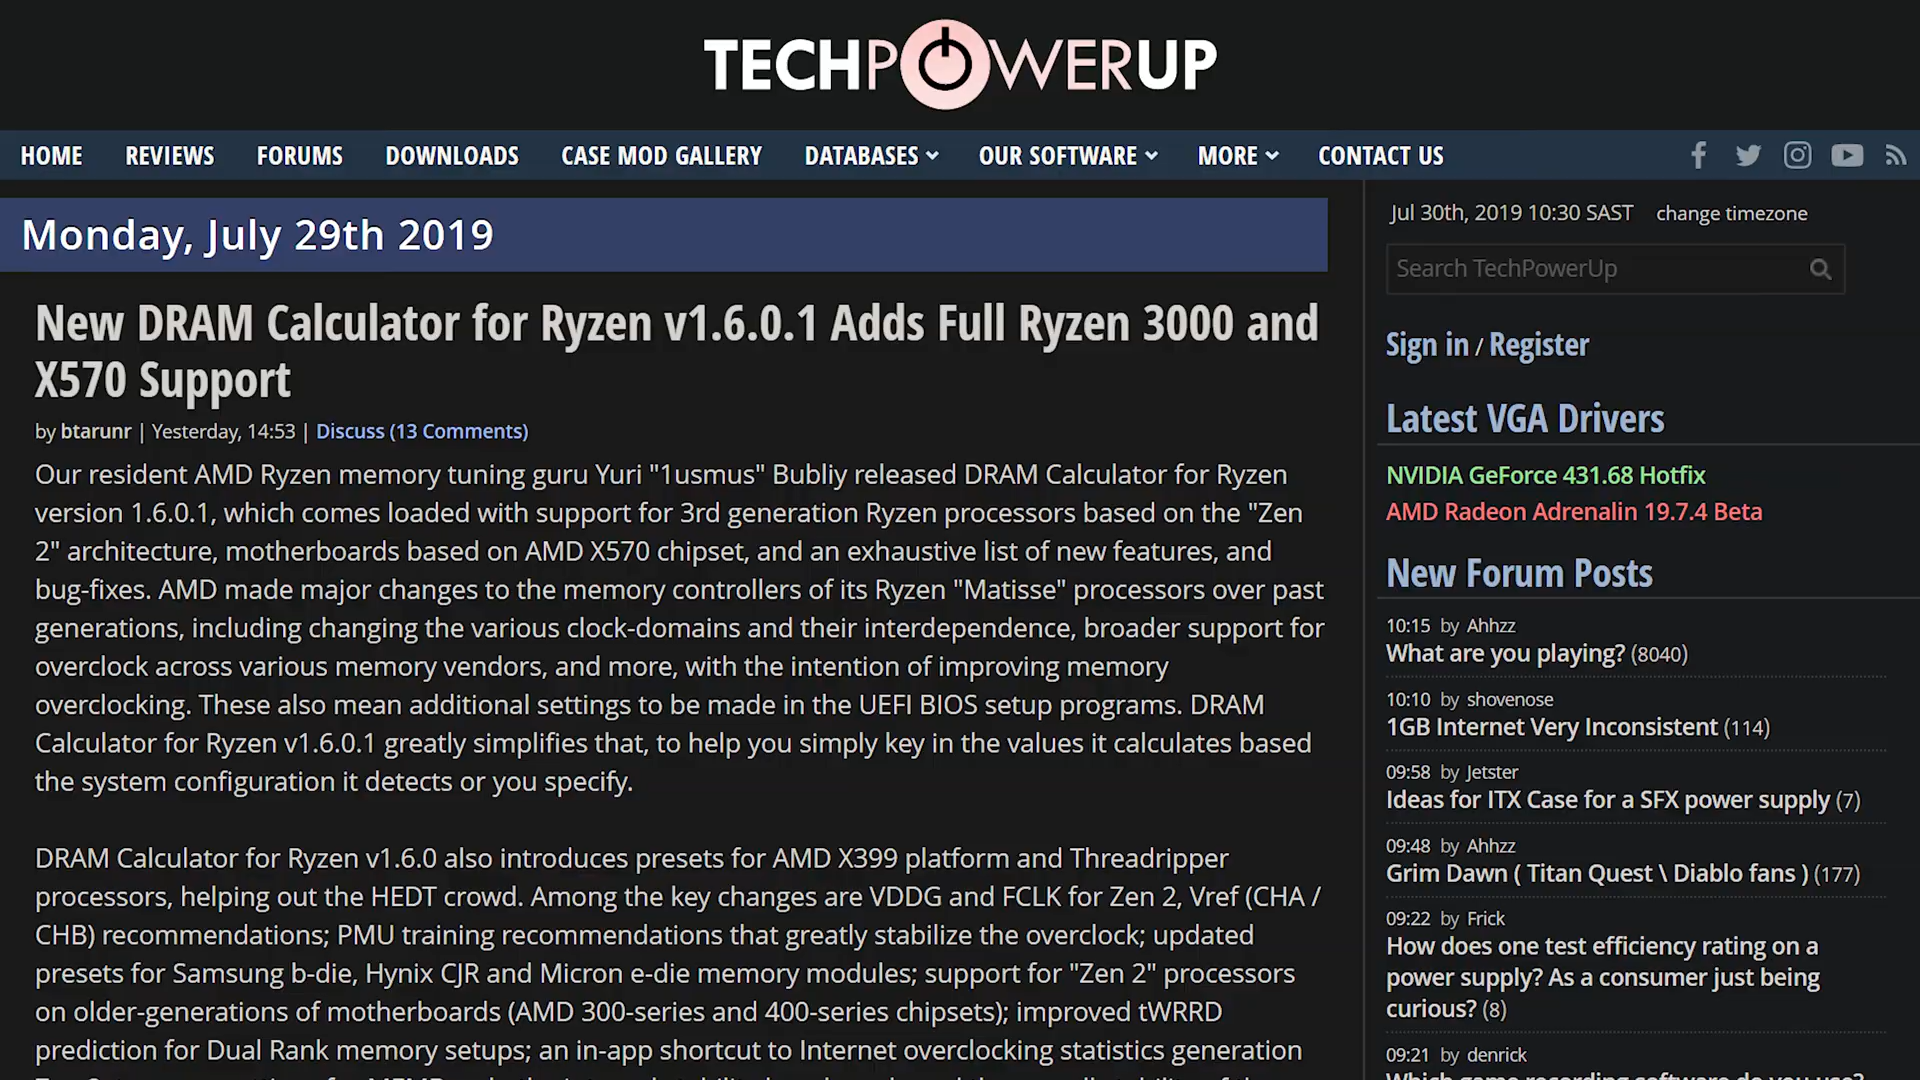 TECHPOWERUP
HOME REVIEWS FORUMS DOWNLOADS CASE MOD GALLERY DATABASES OUR SOFTWARE MORE CONTACT US
Monday, July 29th 2019
New DRAM Calculator for Ryzen v1.6.0.1 Adds Full Ryzen 3000 and
X570 Support
by btarunr | Yesterday, 14:53 | Discuss (13 Comments)
Our resident AMD Ryzen memory tuning guru Yuri "1usmus" Bubliy released DRAM Calculator for Ryzen
version 1.6.0.1, which comes loaded with support for 3rd generation Ryzen processors based on the "Zen
2" architecture, motherboards based on AMD X570 chipset, and an exhaustive list of new features, and
bug-fixes. AMD made major changes to the memory controllers of its Ryzen "Matisse" processors over past
generations, including changing the various clock-domains and their interdependence, broader support for
overclock across various memory vendors, and more, with the intention of improving memory
overclocking. These also mean additional settings to be made in the UEFI BIOS setup programs. DRAM
Calculator for Ryzen v1.6.0.1 greatly simplifies that, to help you simply key in the values it calculates based
the system configuration it detects or you specify.
DRAM Calculator for Ryzen v1.6.0 also introduces presets for AMD X399 platform and Threadripper
processors, helping out the HEDT crowd. Among the key changes are VDDG and FCLK for Zen 2, Vref (CHA /
CHB) recommendations; PMU training recommendations that greatly stabilize the overclock; updated
presets for Samsung b-die, Hynix CJR and Micron e-die memory modules; support for "Zen 2" processors
on older-generations of motherboards (AMD 300-series and 400-series chipsets); improved tWRRD
prediction for Dual Rank memory setups; an in-app shortcut to Internet overclocking statistics generation
Jul 30th, 2019 10:30 SAST change timezone
Search TechPowerUp
Sign in / Register
Latest VGA Drivers
NVIDIA GeForce 431.68 Hotfix
AMD Radeon Adrenalin 19.7.4 Beta
New Forum Posts
10:15 by Ahhzz
What are you playing? (8040)
10:10 by shovenose
1GB Internet Very Inconsistent (114)
09:58 by Jetster
Ideas for ITX Case for a SFX power supply (7)
09:48 by Ahhzz
Grim Dawn ( Titan Quest \ Diablo fans ) (177)
09:22 by Frick
How does one test efficiency rating on a
power supply? As a consumer just being
curious? (8)
09:21 by denrick
Which game recording software do you use?